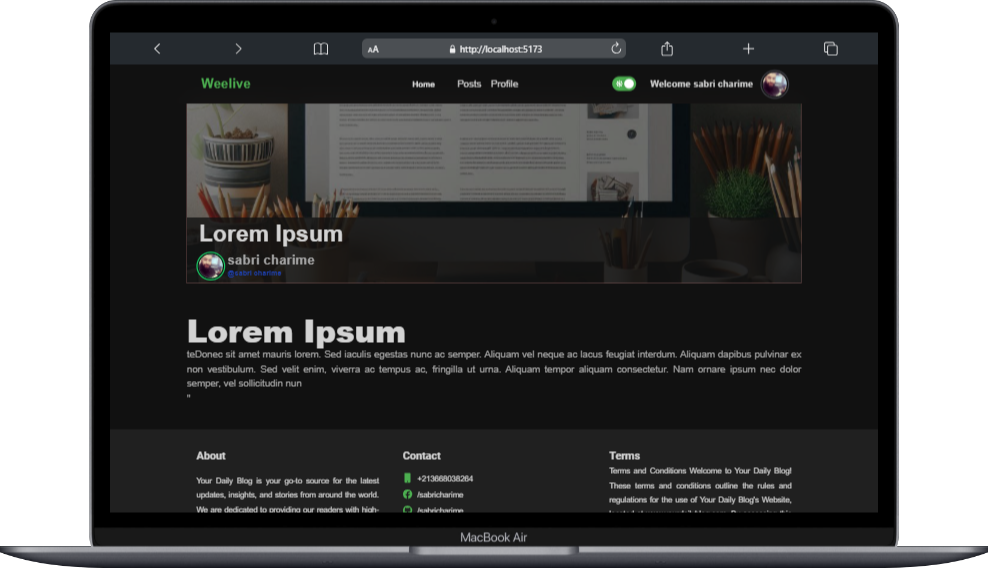 AA
http://localhost:5173
Weelive
Home Posts Profile
Welcome sabri charime
Lorem Ipsum
sabri charime
@sabri charime
Lorem Ipsum
teDonec sit amet mauris lorem. Sed iaculis egestas nunc ac semper. Aliquam vel neque ac lacus feugiat interdum. Aliquam dapibus pulvinar ex
non vestibulum. Sed velit enim, viverra ac tempus ac, fringilla ut urna. Aliquam tempor aliquam consectetur. Nam ornare ipsum nec dolor
semper, vel sollicitudin nun
"
About
Your Daily Blog is your go-to source for the latest
updates, insights, and stories from around the world.
We are dedicated to providing our readers with high-
Contact
+213668038264
/sabricharime
/sabricharime
Terms
Terms and Conditions Welcome to Your Daily Blog!
These terms and conditions outline the rules and
regulations for the use of Your Daily Blog's Website,
MacBook Air